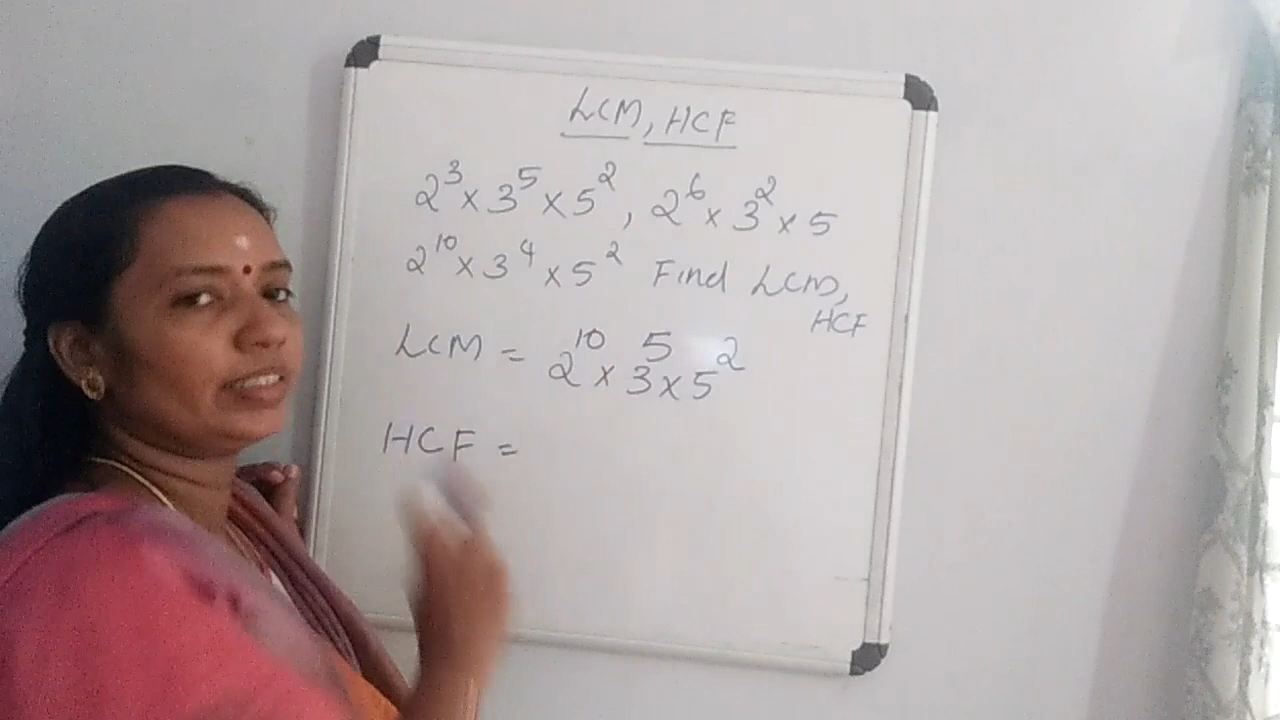 LCM, HCF
2³ × 3⁵ × 5², 2⁶ × 3² × 5
2¹⁰ × 3⁴ × 5² Find LCM,
HCF
LCM = 2¹⁰ × 3⁵ × 5²
HCF =